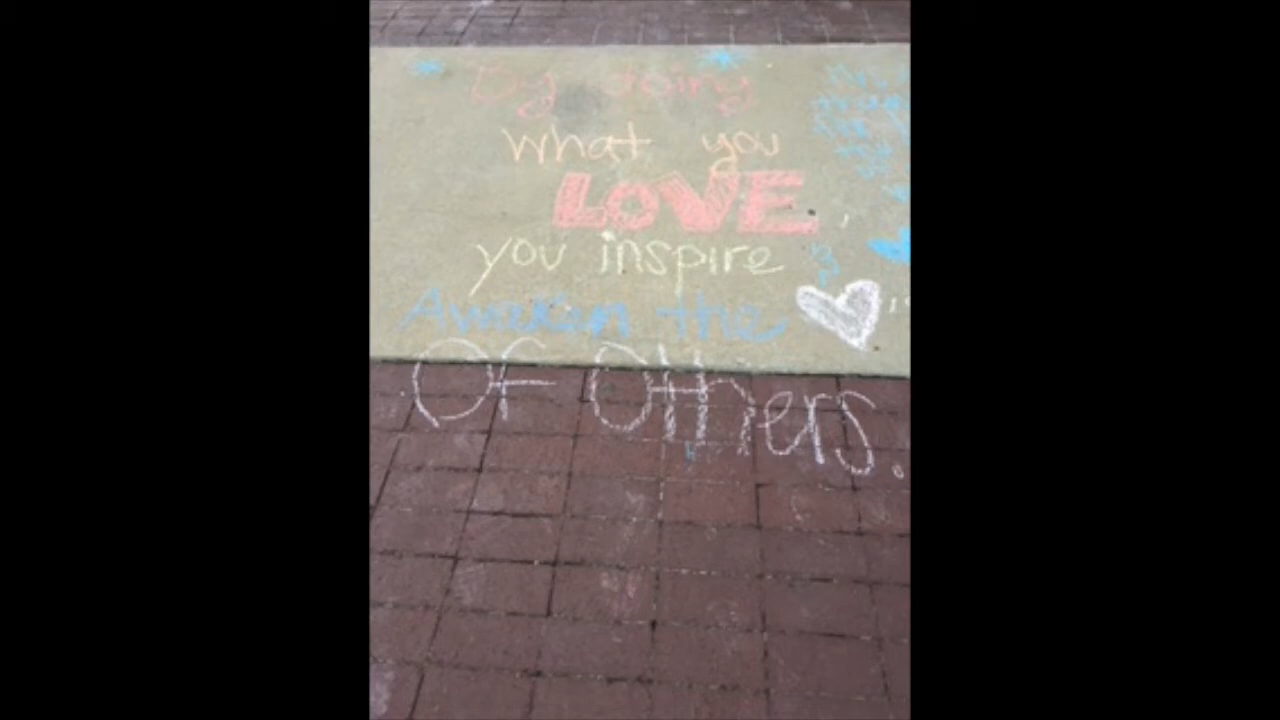 By doing
what you
LOVE,
you inspire &
Awaken the
Of Others.